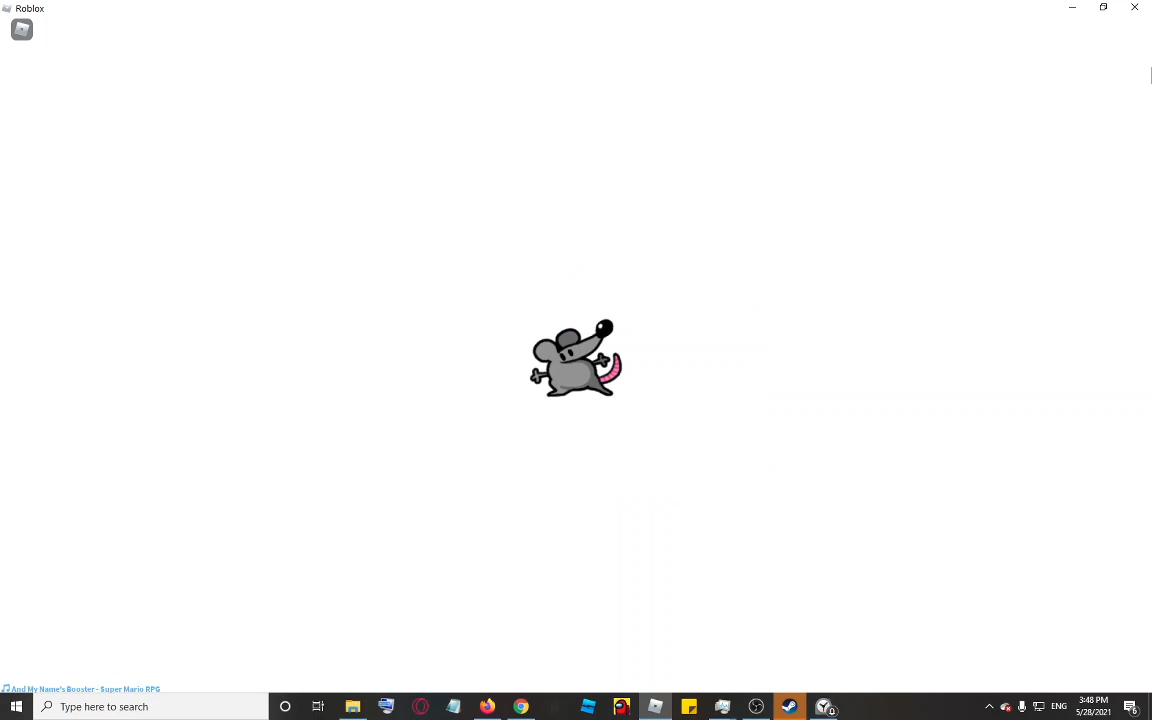 Roblox
And My Name's Booster - Super Mario RPG
Type here to search
ENG
3:48 PM
5/28/2021
6